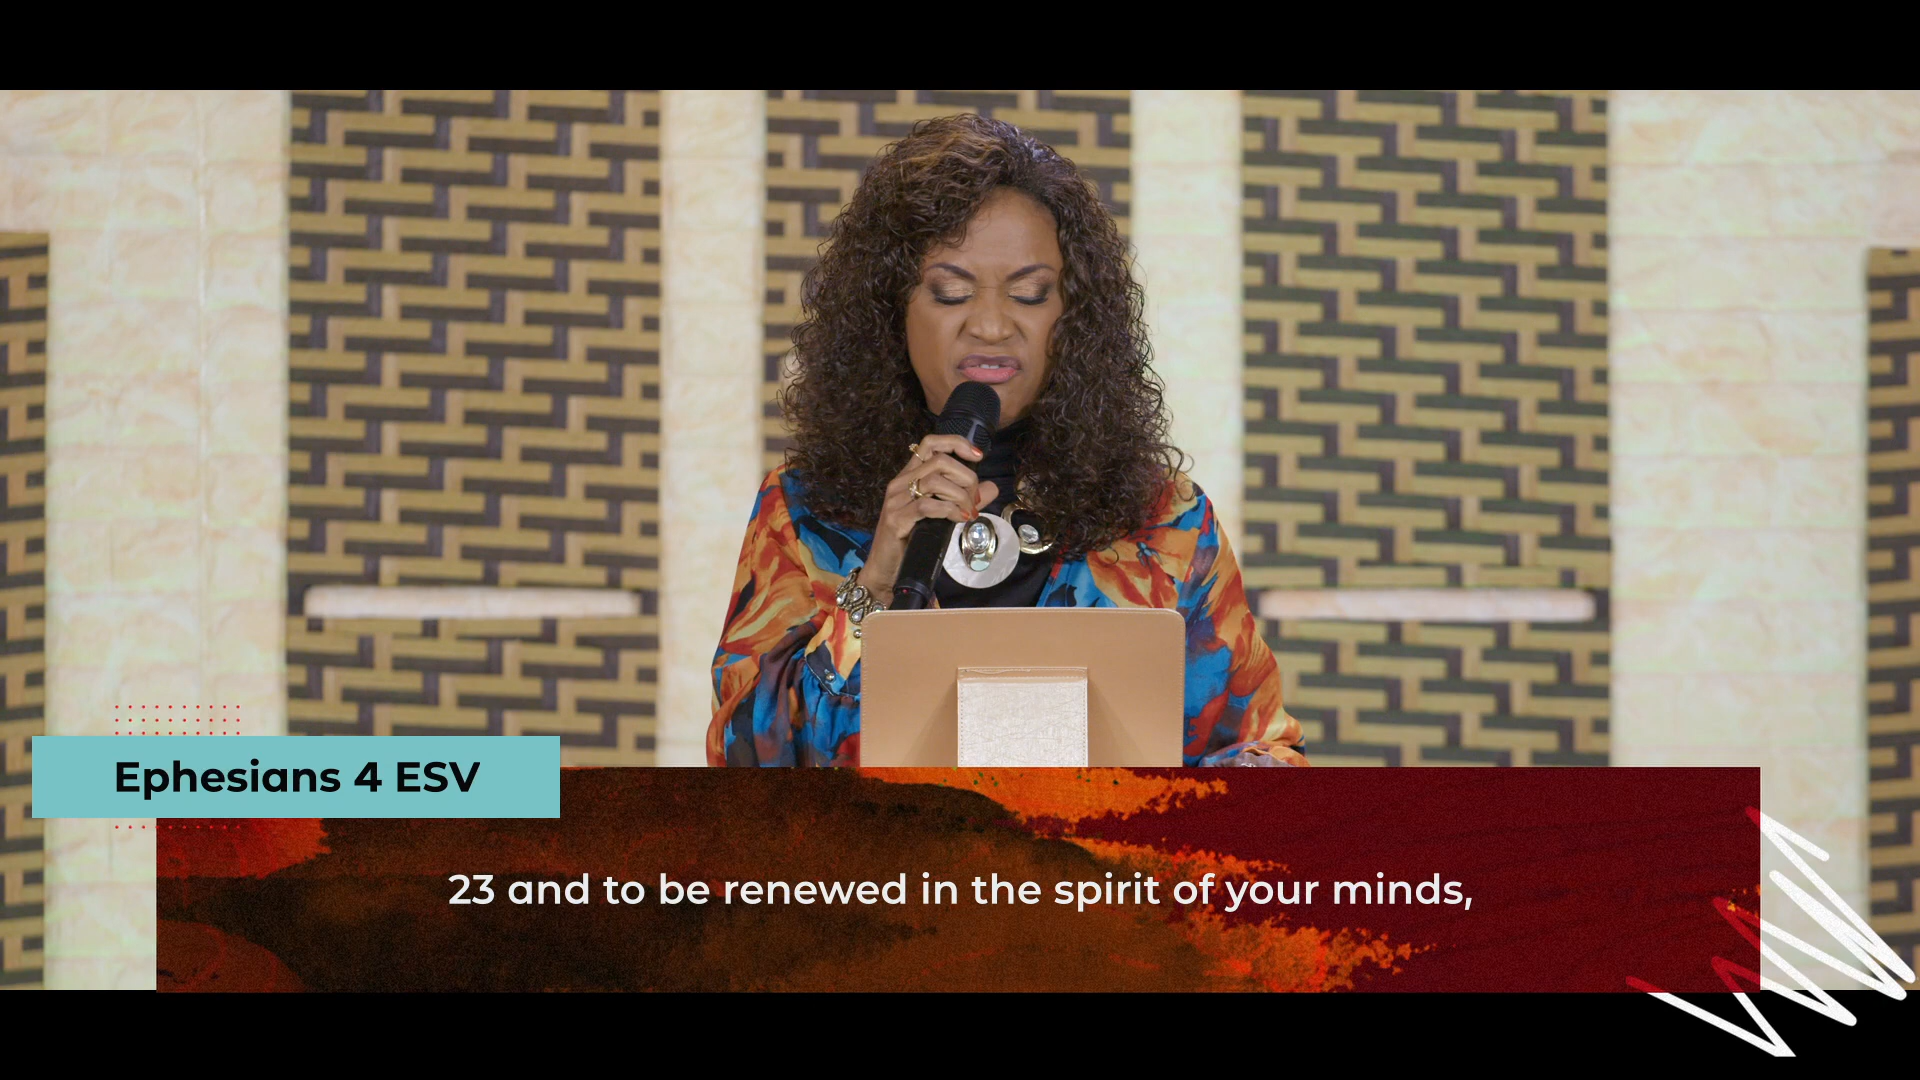 Ephesians 4 ESV
23 and to be renewed in the spirit of your minds,